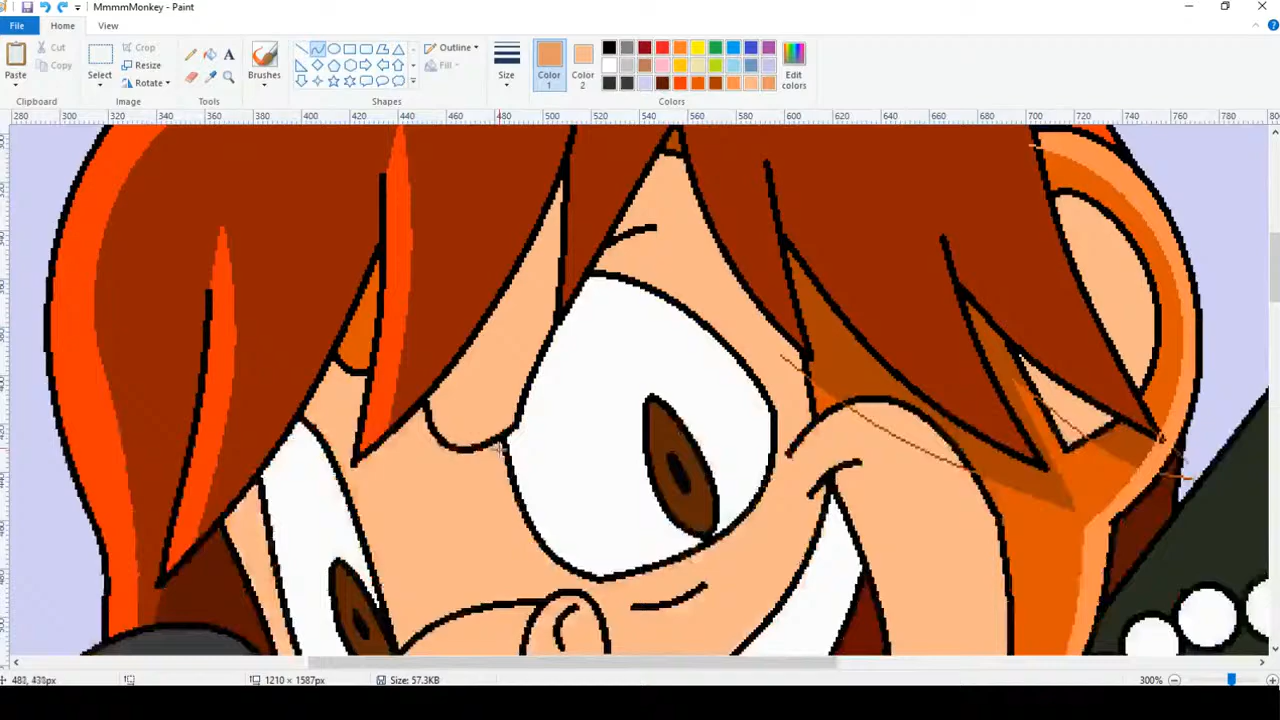 MmmmMonkey - Paint
File Home View
Paste Cut Copy
Select Crop Resize Rotate
A
Brushes
Outline Fill
Size
Color 1 Color 2
Edit colors
Clipboard Image Tools Shapes Colors
280 300 320 340 360 380 400 420 440 460 480 500 520 540 560 580 600 620 640 660 680 700 720 740 760 780 80
483, 438px 1210 × 1587px Size: 57.3KB 300%